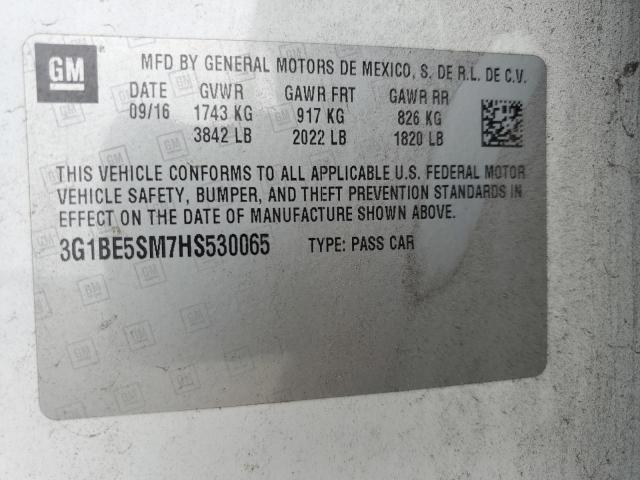 GM
MFD BY GENERAL MOTORS DE MEXICO, S. DE R.L. DE C.V.
DATE GVWR GAWR FRT GAWR RR
09/16 1743 KG 917 KG 826 KG
3842 LB 2022 LB 1820 LB
THIS VEHICLE CONFORMS TO ALL APPLICABLE U.S. FEDERAL MOTOR
VEHICLE SAFETY, BUMPER, AND THEFT PREVENTION STANDARDS IN
EFFECT ON THE DATE OF MANUFACTURE SHOWN ABOVE.
3G1BE5SM7HS530065 TYPE: PASS CAR